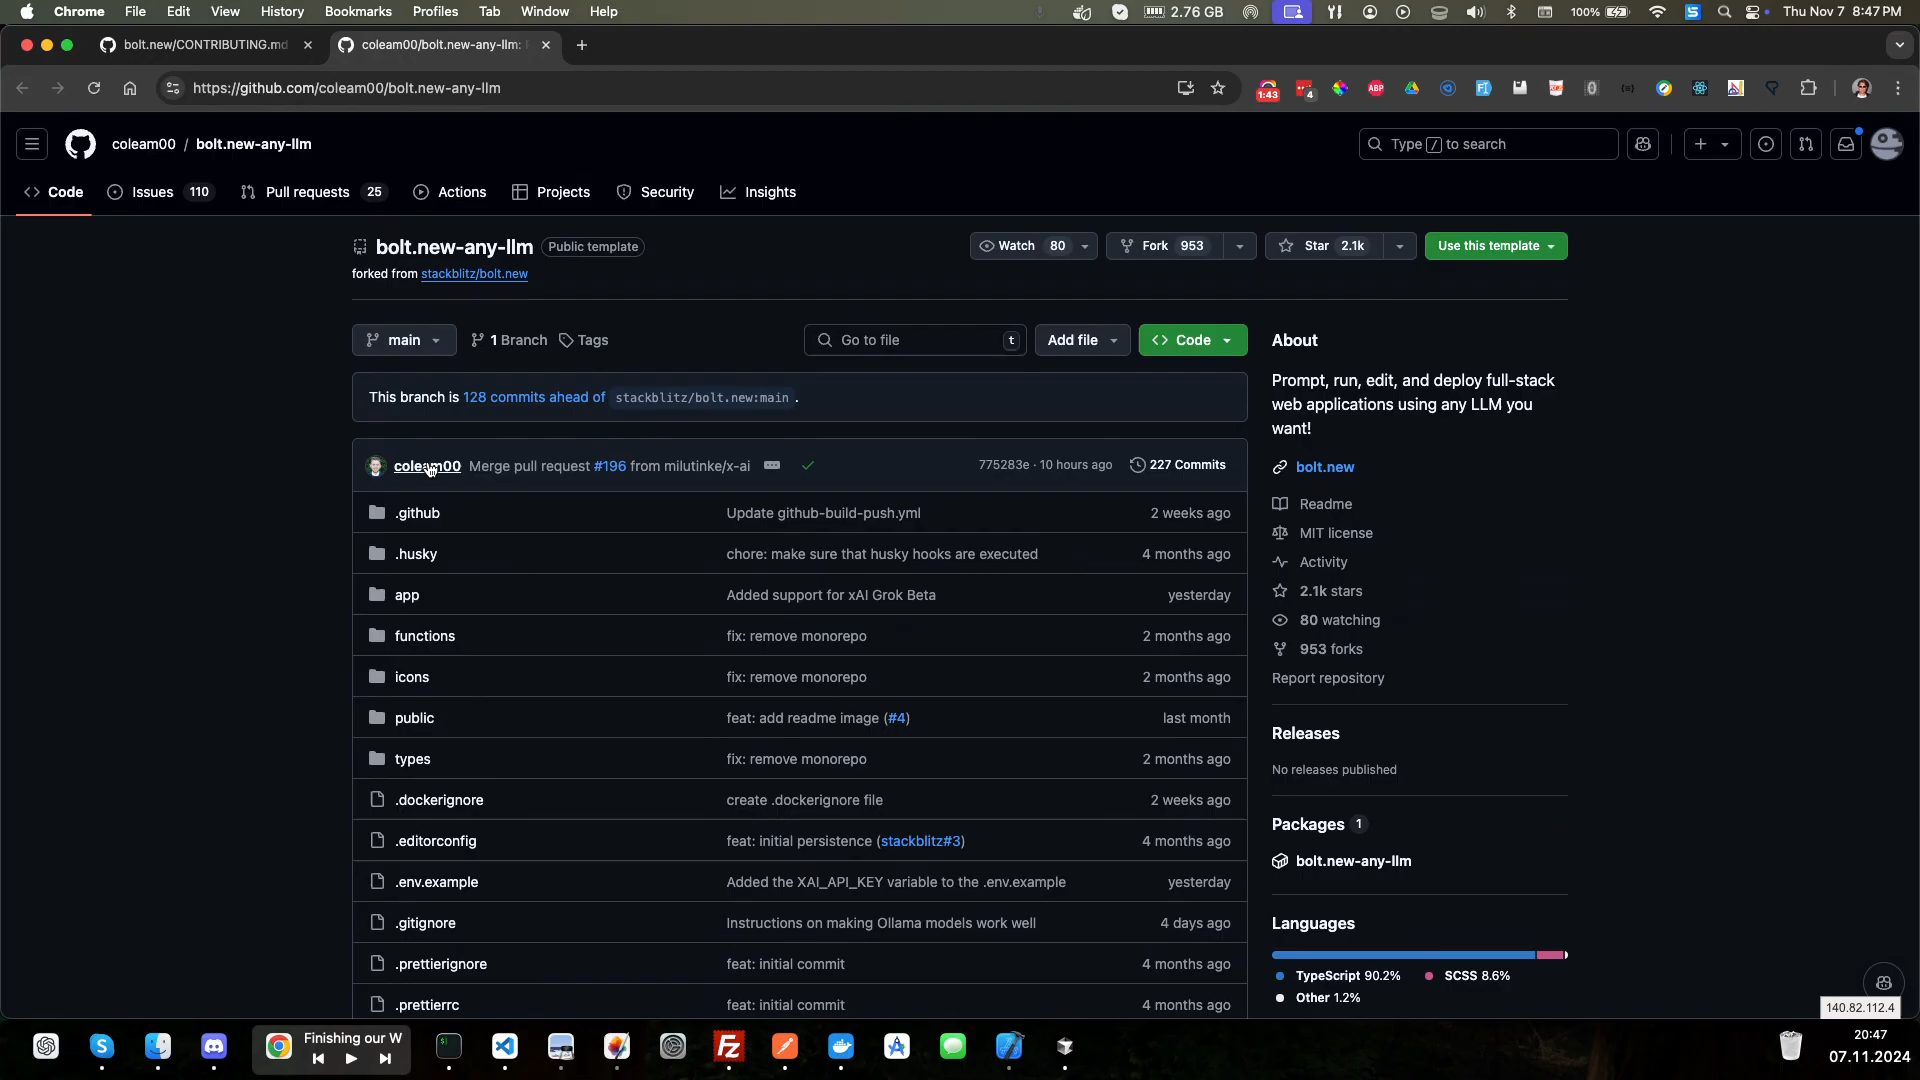 Chrome File Edit View History Bookmarks Profiles Tab Window Help 2.76 GB 100% Thu Nov 7 8:47 PM
bolt.new/CONTRIBUTING.md coleam00/bolt.new-any-llm:
https://github.com/coleam00/bolt.new-any-llm 1:43 4 ABP
coleam00 / bolt.new-any-llm Type / to search
Code Issues 110 Pull requests 25 Actions Projects Security Insights
bolt.new-any-llm Public template Watch 80 Fork 953 Star 2.1k Use this template
forked from stackblitz/bolt.new
main 1 Branch Tags Go to file t Add file Code
This branch is 128 commits ahead of stackblitz/bolt.new:main .
coleam00 Merge pull request #196 from milutinke/x-ai 775283e · 10 hours ago 227 Commits
.github Update github-build-push.yml 2 weeks ago
.husky chore: make sure that husky hooks are executed 4 months ago
app Added support for xAI Grok Beta yesterday
functions fix: remove monorepo 2 months ago
icons fix: remove monorepo 2 months ago
public feat: add readme image (#4) last month
types fix: remove monorepo 2 months ago
.dockerignore create .dockerignore file 2 weeks ago
.editorconfig feat: initial persistence (stackblitz#3) 4 months ago
.env.example Added the XAI_API_KEY variable to the .env.example yesterday
.gitignore Instructions on making Ollama models work well 4 days ago
.prettierignore feat: initial commit 4 months ago
.prettierrc feat: initial commit 4 months ago
About
Prompt, run, edit, and deploy full-stack
web applications using any LLM you
want!
bolt.new
Readme
MIT license
Activity
2.1k stars
80 watching
953 forks
Report repository
Releases
No releases published
Packages 1
bolt.new-any-llm
Languages
TypeScript 90.2% SCSS 8.6%
Other 1.2%
140.82.112.4
Finishing our W
20:47
07.11.2024